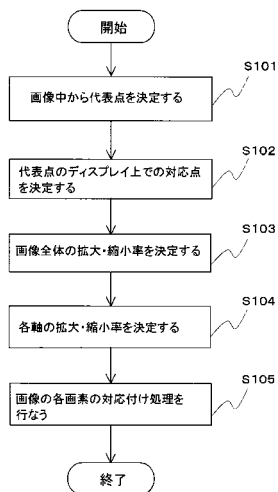 開始
S101
画像中から代表点を決定する
S102
代表点のディスプレイ上での対応点
を決定する
S103
画像全体の拡大・縮小率を決定する
S104
各軸の拡大・縮小率を決定する
S105
画像の各画素の対応付け処理を
行なう
終了